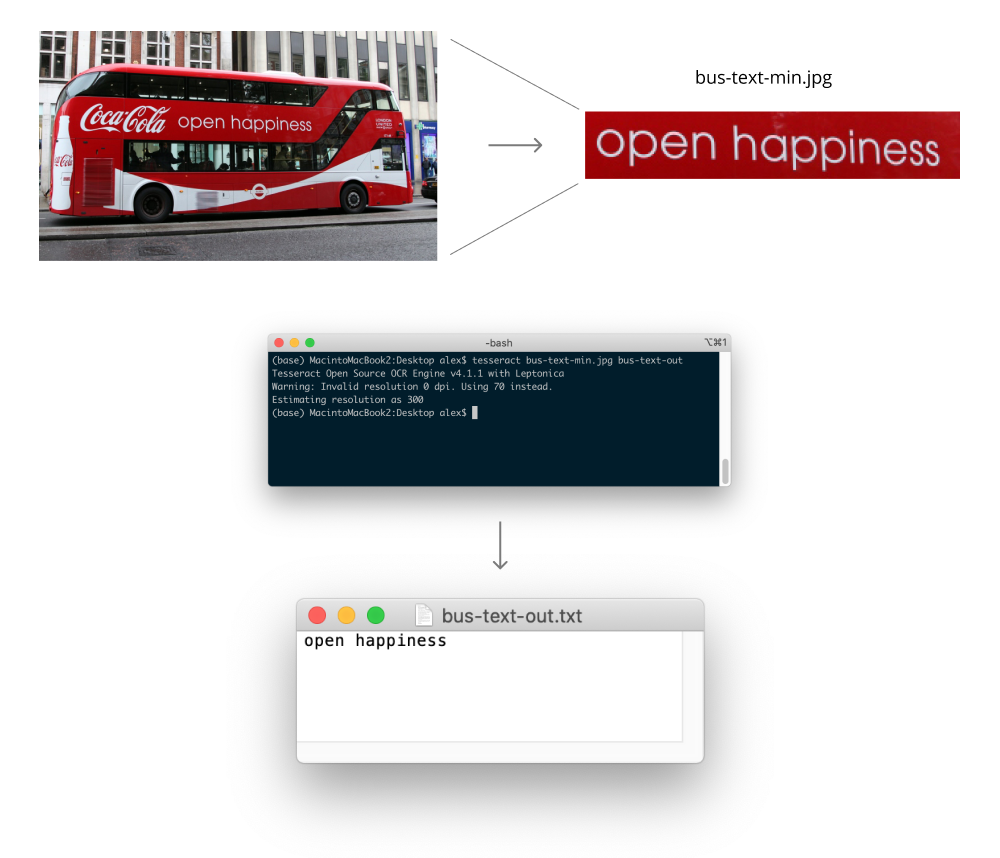 bus-text-min.jpg
Coca-Cola open happiness
LONDON
UNITED
open happiness
-bash ⌥⌘1
(base) MacintoMacBook2:Desktop alex$ tesseract bus-text-min.jpg bus-text-out
Tesseract Open Source OCR Engine v4.1.1 with Leptonica
Warning: Invalid resolution 0 dpi. Using 70 instead.
Estimating resolution as 300
(base) MacintoMacBook2:Desktop alex$
bus-text-out.txt
open happiness